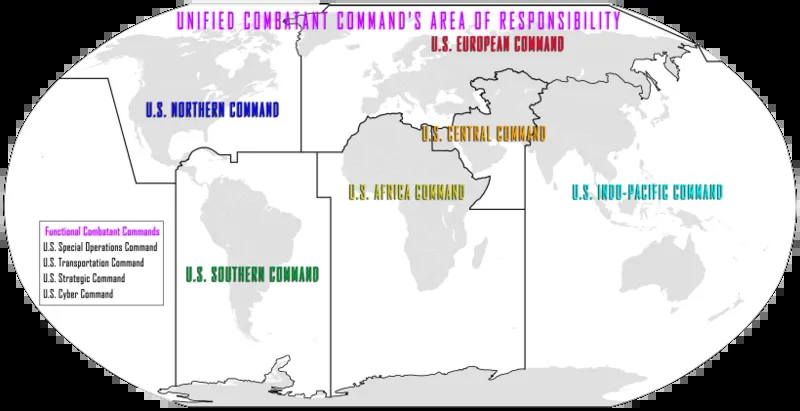 UNIFIED COMBATANT COMMAND'S AREA OF RESPONSIBILITY
U.S. EUROPEAN COMMAND
U.S. NORTHERN COMMAND
U.S. CENTRAL COMMAND
U.S. AFRICA COMMAND
U.S. INDO-PACIFIC COMMAND
Functional Combatant Commands
U.S. Special Operations Command
U.S. Transportation Command
U.S. Strategic Command
U.S. Cyber Command
U.S. SOUTHERN COMMAND